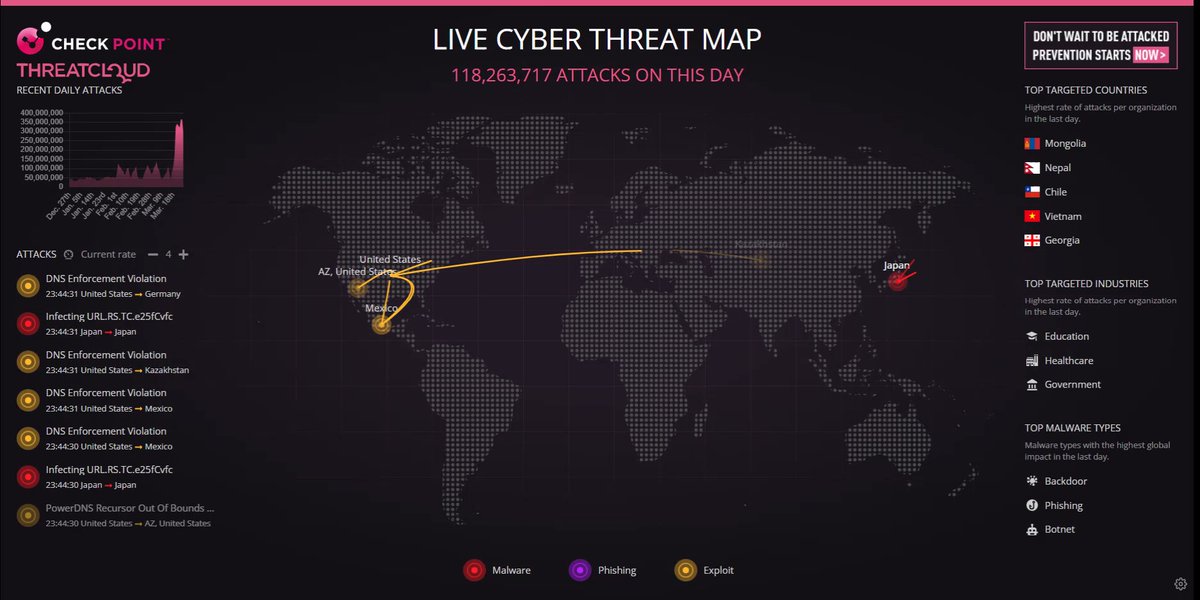 CHECK POINT
THREATCLOUD
RECENT DAILY ATTACKS
400,000,000
350,000,000
300,000,000
250,000,000
200,000,000
150,000,000
100,000,000
50,000,000
0
Dec. 27th
Jan. 5th
Jan. 14th
Jan. 23rd
Feb. 1st
Feb. 10th
Feb. 19th
Feb. 28th
Mar. 9th
Mar. 18th
ATTACKS Current rate 4
DNS Enforcement Violation
23:44:31 United States → Germany
Infecting URL.RS.TC.e25fCvfc
23:44:31 Japan → Japan
DNS Enforcement Violation
23:44:31 United States → Kazakhstan
DNS Enforcement Violation
23:44:31 United States → Mexico
DNS Enforcement Violation
23:44:30 United States → Mexico
Infecting URL.RS.TC.e25fCvfc
23:44:30 Japan → Japan
PowerDNS Recursor Out Of Bounds ...
23:44:30 United States → AZ, United States
LIVE CYBER THREAT MAP
118,263,717 ATTACKS ON THIS DAY
Kazakhstan
United States
AZ, United States
Japan
Mexico
Malware
Phishing
Exploit
DON'T WAIT TO BE ATTACKED
PREVENTION STARTS NOW >
TOP TARGETED COUNTRIES
Highest rate of attacks per organization
in the last day.
Mongolia
Nepal
Chile
Vietnam
Georgia
TOP TARGETED INDUSTRIES
Highest rate of attacks per organization
in the last day.
Education
Healthcare
Government
TOP MALWARE TYPES
Malware types with the highest global
impact in the last day.
Backdoor
Phishing
Botnet